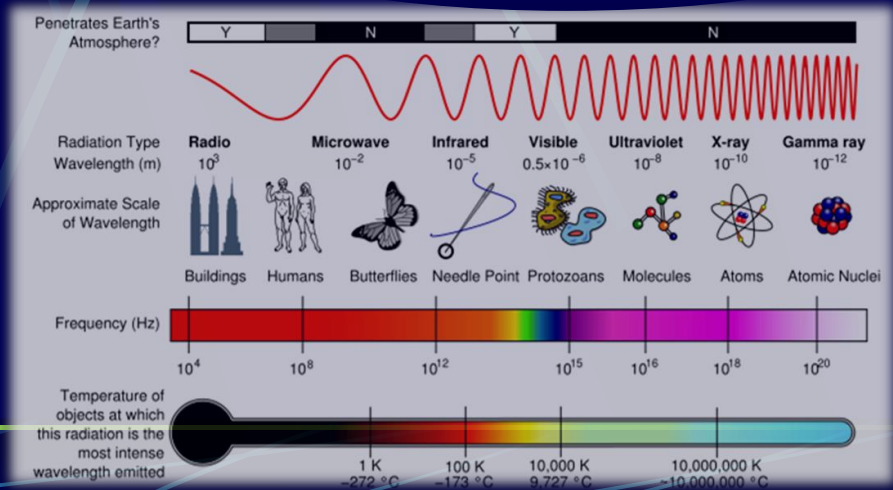 Penetrates Earth's
Atmosphere?
Y N Y N
Radiation Type
Radio Microwave Infrared Visible Ultraviolet X-ray Gamma ray
Wavelength (m)
10³ 10⁻² 10⁻⁵ 0.5×10⁻⁶ 10⁻⁸ 10⁻¹⁰ 10⁻¹²
Approximate Scale
of Wavelength
Buildings Humans Butterflies Needle Point Protozoans Molecules Atoms Atomic Nuclei
Frequency (Hz)
10⁴ 10⁸ 10¹² 10¹⁵ 10¹⁶ 10¹⁸ 10²⁰
Temperature of
objects at which
this radiation is the
most intense
wavelength emitted
1 K 100 K 10,000 K 10,000,000 K
−272 °C −173 °C 9,727 °C ~10,000,000 °C